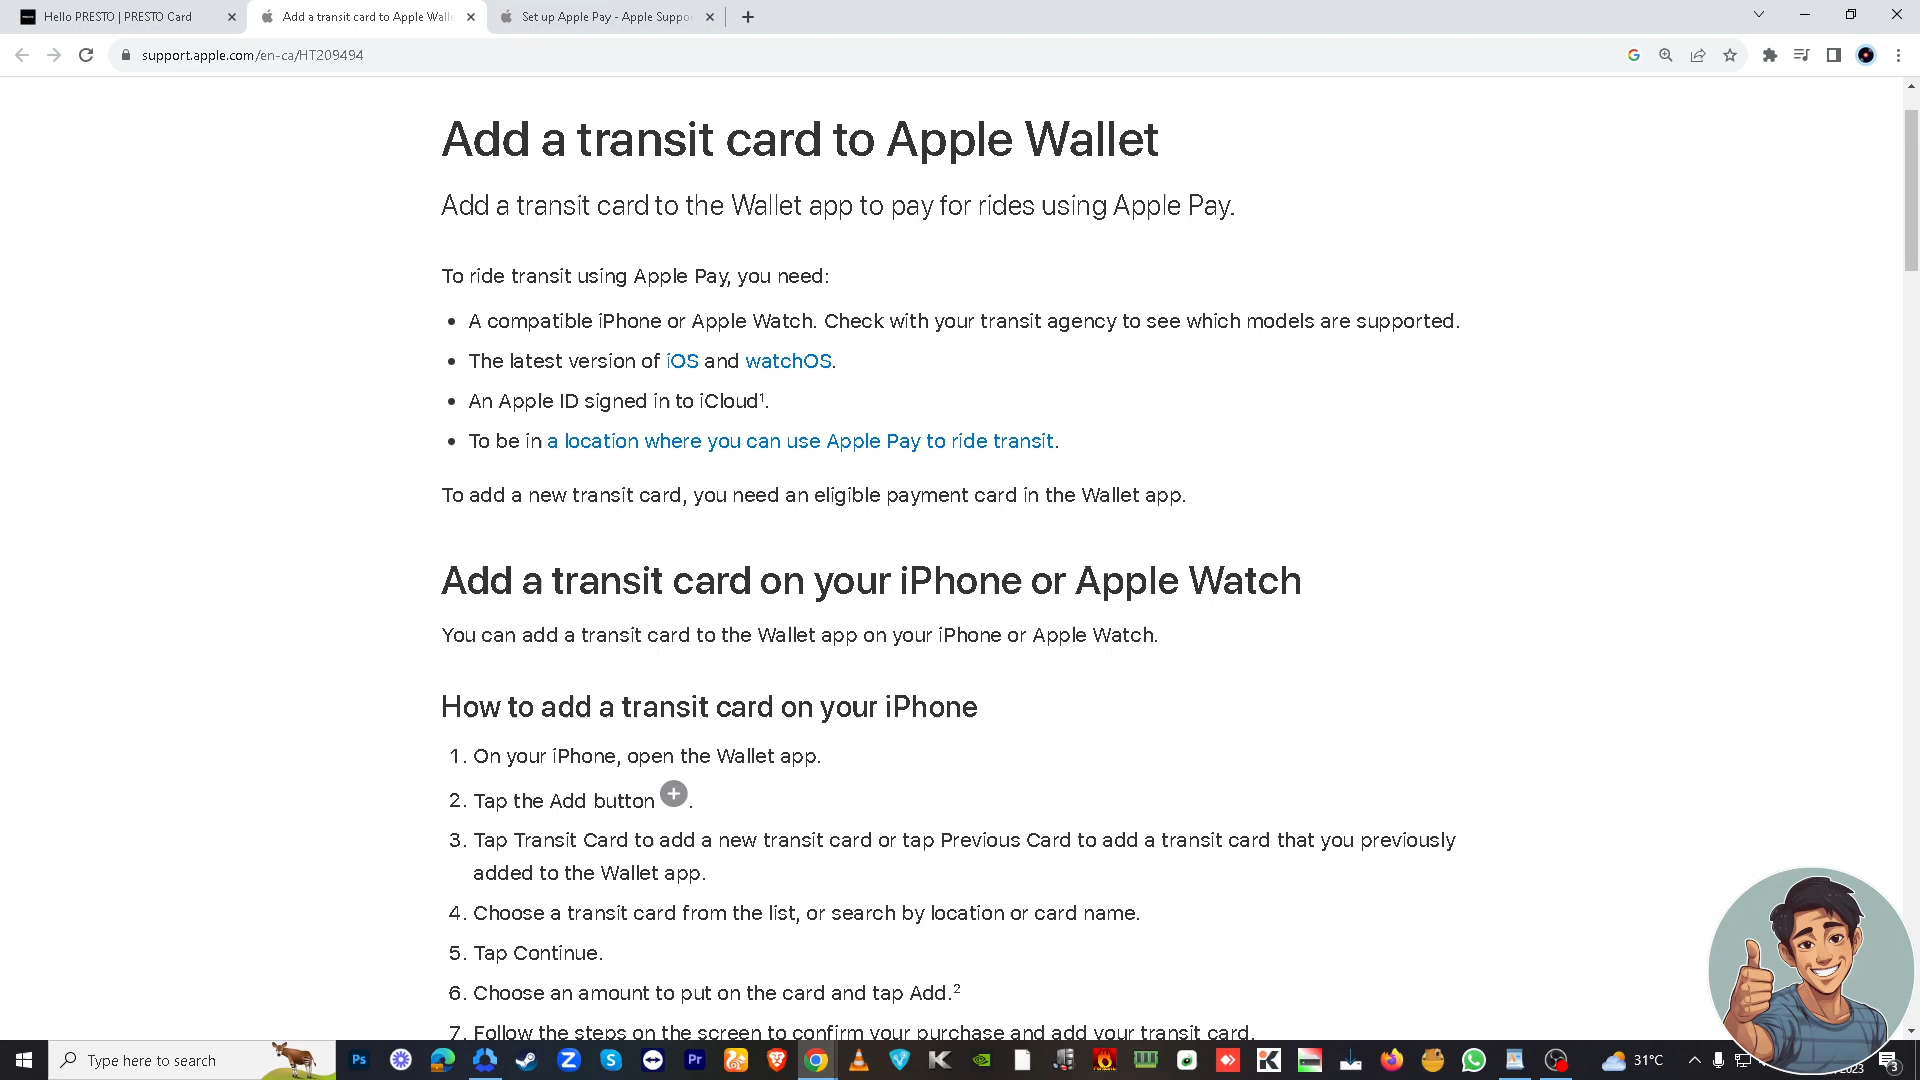 Hello PRESTO | PRESTO Card
Add a transit card to Apple Walle
Set up Apple Pay - Apple Suppo
support.apple.com/en-ca/HT209494
Add a transit card to Apple Wallet
Add a transit card to the Wallet app to pay for rides using Apple Pay.
To ride transit using Apple Pay, you need:
• A compatible iPhone or Apple Watch. Check with your transit agency to see which models are supported.
• The latest version of iOS and watchOS.
• An Apple ID signed in to iCloud¹.
• To be in a location where you can use Apple Pay to ride transit.
To add a new transit card, you need an eligible payment card in the Wallet app.
Add a transit card on your iPhone or Apple Watch
You can add a transit card to the Wallet app on your iPhone or Apple Watch.
How to add a transit card on your iPhone
1. On your iPhone, open the Wallet app.
2. Tap the Add button +.
3. Tap Transit Card to add a new transit card or tap Previous Card to add a transit card that you previously
added to the Wallet app.
4. Choose a transit card from the list, or search by location or card name.
5. Tap Continue.
6. Choose an amount to put on the card and tap Add.²
7. Follow the steps on the screen to confirm your purchase and add your transit card.
Type here to search
Ps
Pr
31°C
2023
3